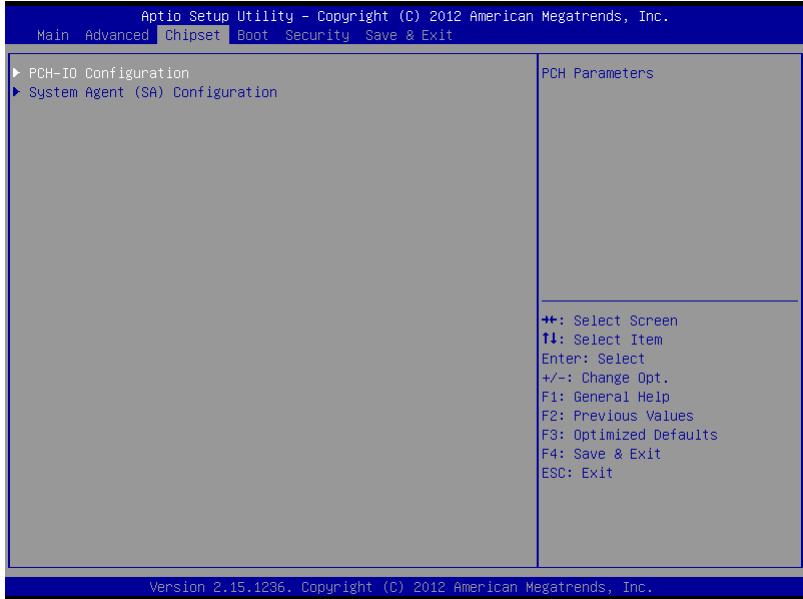 Aptio Setup Utility – Copyright (C) 2012 American Megatrends, Inc.
Main Advanced Chipset Boot Security Save & Exit
▶ PCH-IO Configuration
▶ System Agent (SA) Configuration
PCH Parameters
→←: Select Screen
↑↓: Select Item
Enter: Select
+/-: Change Opt.
F1: General Help
F2: Previous Values
F3: Optimized Defaults
F4: Save & Exit
ESC: Exit
Version 2.15.1236. Copyright (C) 2012 American Megatrends, Inc.